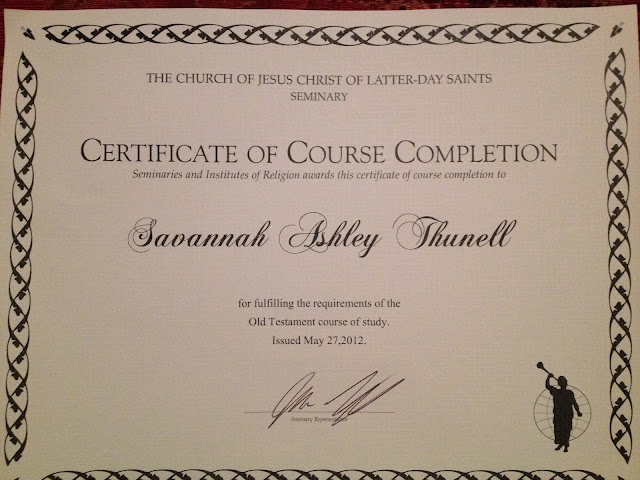 THE CHURCH OF JESUS CHRIST OF LATTER-DAY SAINTS
SEMINARY
CERTIFICATE OF COURSE COMPLETION
Seminaries and Institutes of Religion awards this certificate of course completion to
Savannah Ashley Thunell
for fulfilling the requirements of the
Old Testament course of study.
Issued May 27,2012.
Seminary Representative